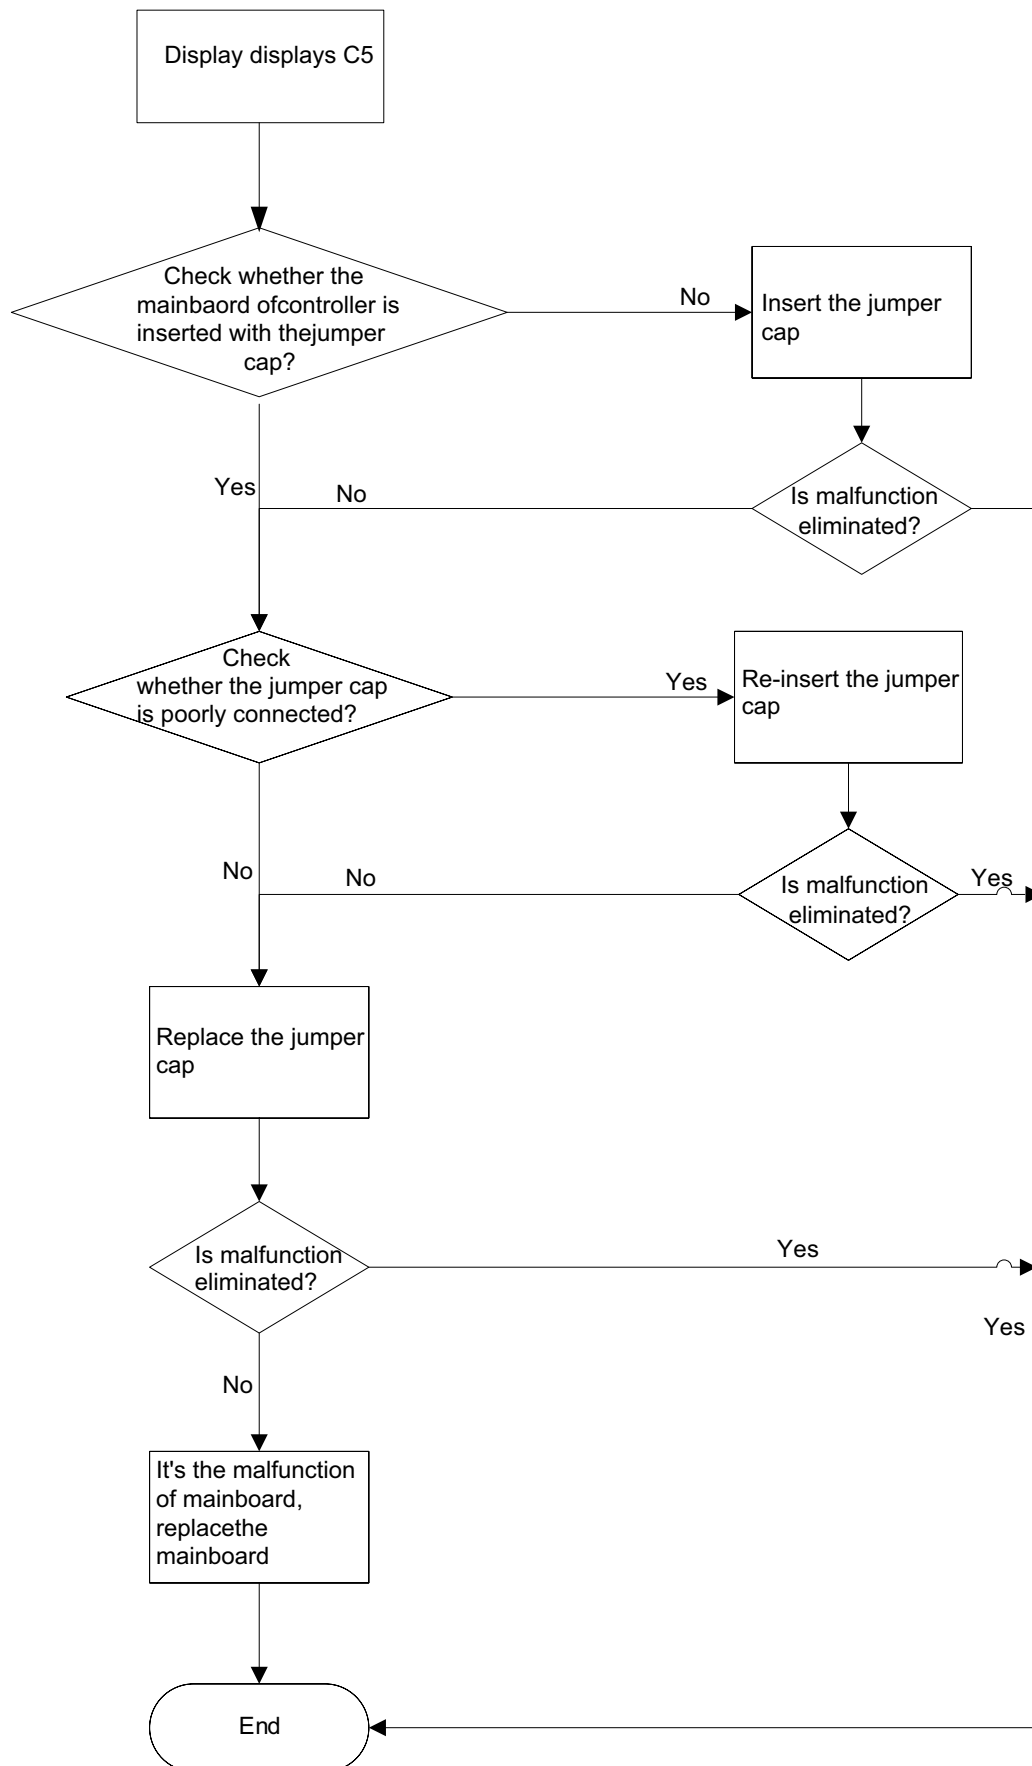 Display displays C5
Check whether the
mainbaord ofcontroller is
inserted with thejumper
cap?
No
Insert the jumper
cap
Yes
No
Is malfunction
eliminated?
Check
whether the jumper cap
is poorly connected?
Yes
Re-insert the jumper
cap
No
No
Is malfunction
eliminated?
Yes
Replace the jumper
cap
Is malfunction
eliminated?
Yes
Yes
No
It's the malfunction
of mainboard,
replacethe
mainboard
End